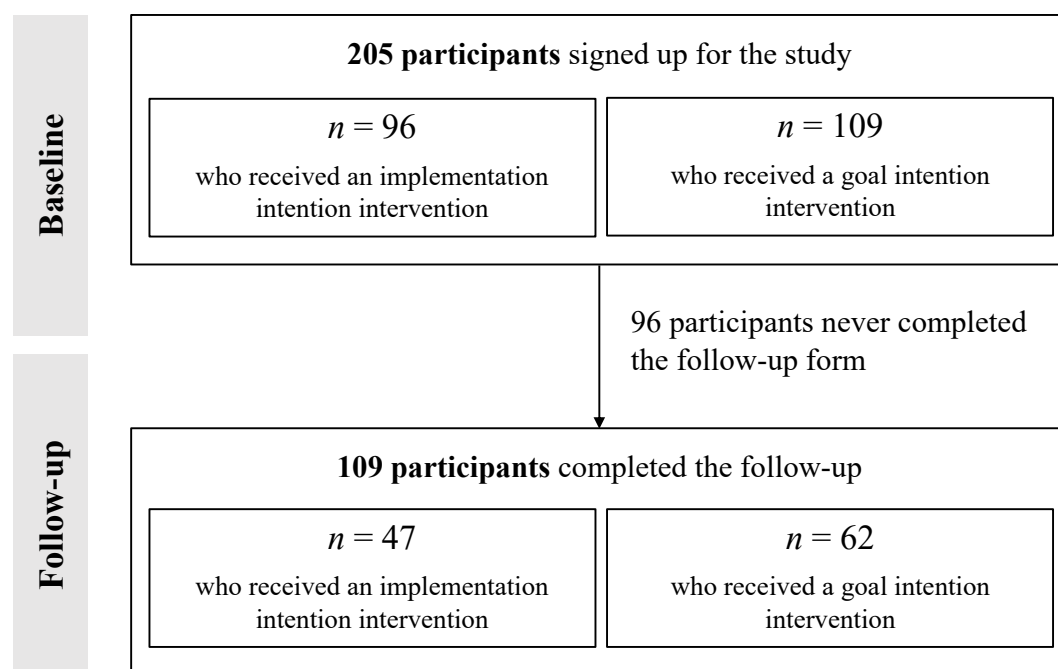 Baseline
205 participants signed up for the study
n = 96
who received an implementation
intention intervention
n = 109
who received a goal intention
intervention
96 participants never completed
the follow-up form
Follow-up
109 participants completed the follow-up
n = 47
who received an implementation
intention intervention
n = 62
who received a goal intention
intervention